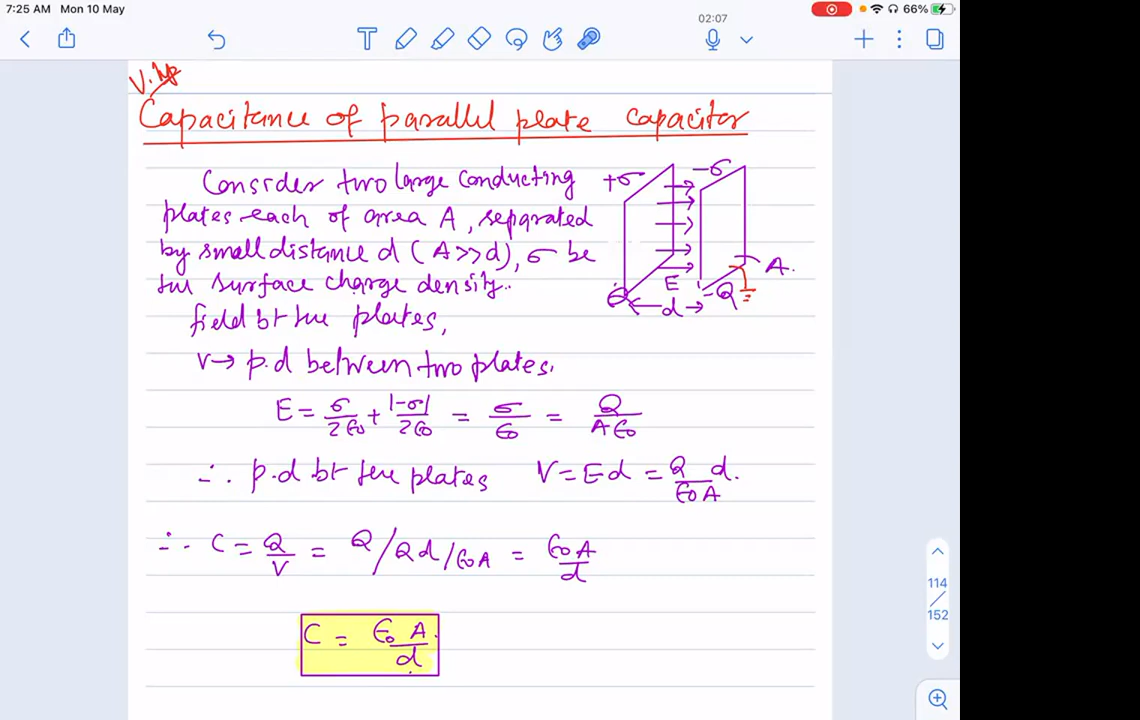 7:25 AM Mon 10 May
66%
02:07
V. Imp
Capacitance of parallel plate capacitor
Consider two large conducting
plates each of area A, separated
by small distance d (A>>d), σ be
the surface charge density.
field bt the plates,
V→ p.d between two plates.
+σ
-σ
E
A.
Q
-Q
d
E = σ/2ε₀ + |-σ|/2ε₀ = σ/ε₀ = Q/Aε₀
∴ p.d bt the plates V = Ed = Q/ε₀A d.
∴ C = Q/V = Q/Qd/ε₀A = ε₀A/d
C = ε₀A/d
114
/
152